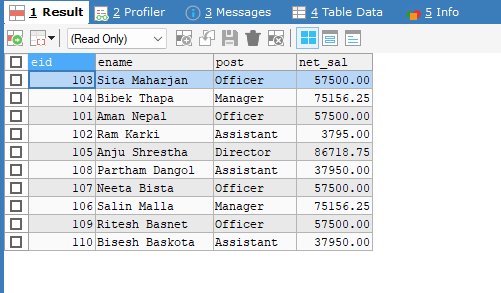 1 Result 2 Profiler 3 Messages 4 Table Data 5 Info
(Read Only)
eid ename post net_sal
103 Sita Maharjan Officer 57500.00
104 Bibek Thapa Manager 75156.25
101 Aman Nepal Officer 57500.00
102 Ram Karki Assistant 3795.00
105 Anju Shrestha Director 86718.75
108 Partham Dangol Assistant 37950.00
107 Neeta Bista Officer 57500.00
106 Salin Malla Manager 75156.25
109 Ritesh Basnet Officer 57500.00
110 Bisesh Baskota Assistant 37950.00